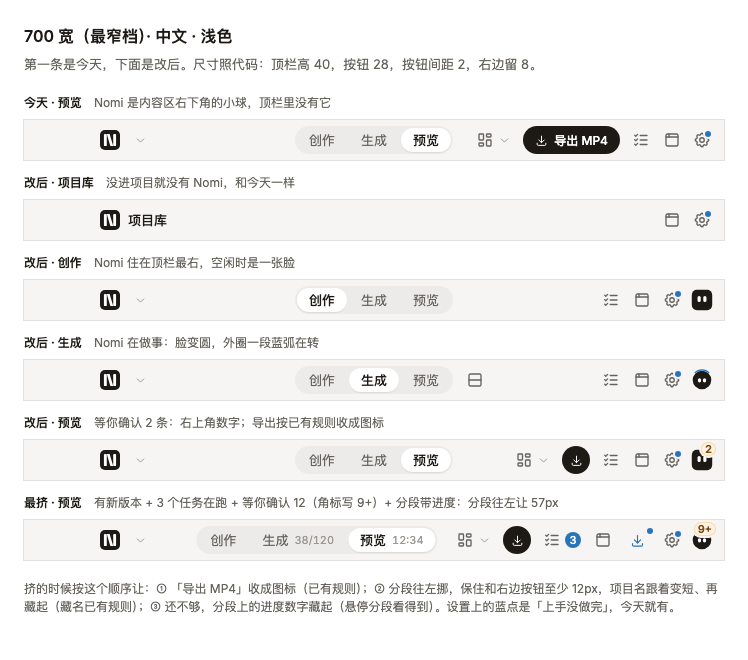 700 宽（最窄档）· 中文 · 浅色
第一条是今天，下面是改后。尺寸照代码：顶栏高 40，按钮 28，按钮间距 2，右边留 8。
今天 · 预览 Nomi 是内容区右下角的小球，顶栏里没有它
N 创作 生成 预览 导出 MP4
改后 · 项目库 没进项目就没有 Nomi，和今天一样
N 项目库
改后 · 创作 Nomi 住在顶栏最右，空闲时是一张脸
N 创作 生成 预览
改后 · 生成 Nomi 在做事：脸变圆，外圈一段蓝弧在转
N 创作 生成 预览
改后 · 预览 等你确认 2 条：右上角数字；导出按已有规则收成图标
N 创作 生成 预览 2
最挤 · 预览 有新版本 + 3 个任务在跑 + 等你确认 12（角标写 9+）+ 分段带进度：分段往左让 57px
N 创作 生成 38/120 预览 12:34 3 9+
挤的时候按这个顺序让：① 「导出 MP4」收成图标（已有规则）；② 分段往左挪，保住和右边按钮至少 12px，项目名跟着变短、再
藏起（藏名已有规则）；③ 还不够，分段上的进度数字藏起（悬停分段看得到）。设置上的蓝点是「上手没做完」，今天就有。